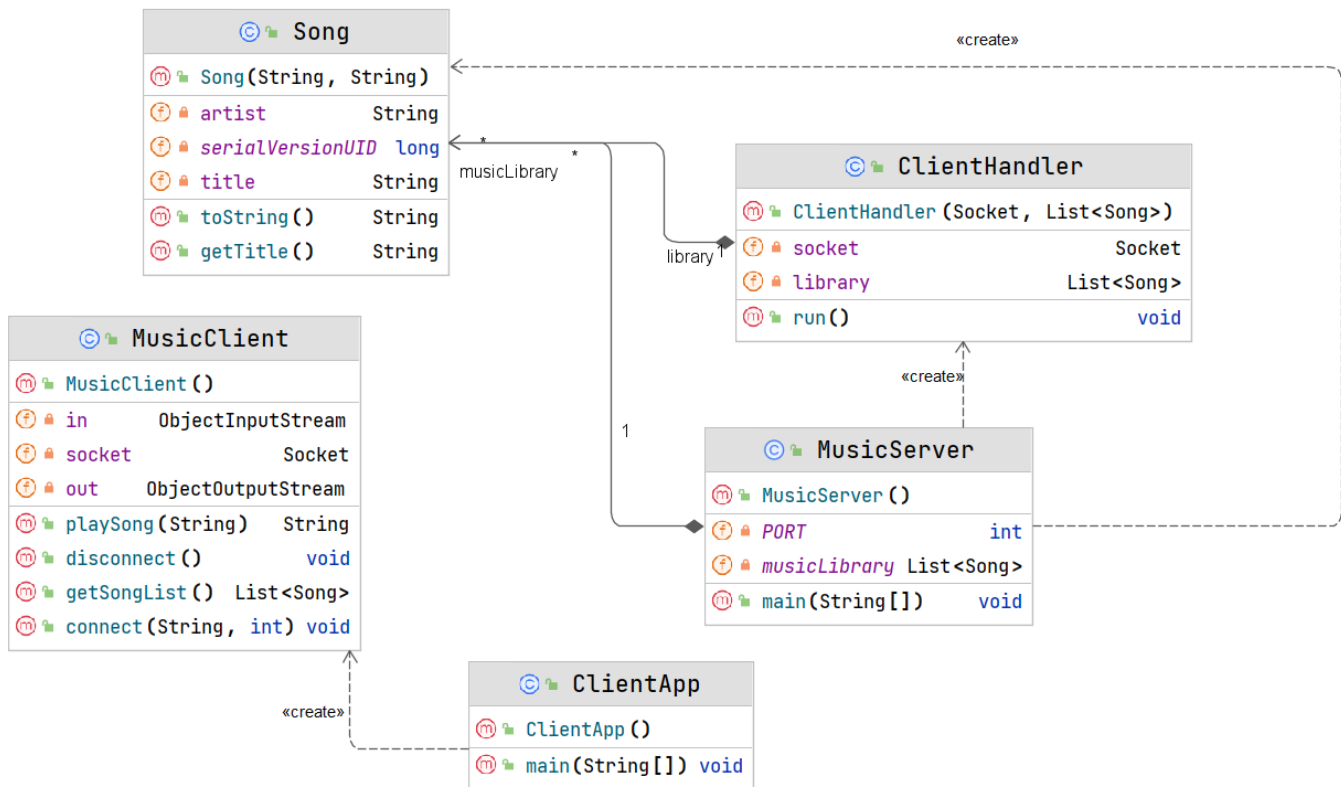 Song
Song(String, String)
artist String
serialVersionUID long
title String
toString() String
getTitle() String
«create»
*
*
musicLibrary
library
1
1
ClientHandler
ClientHandler(Socket, List<Song>)
socket Socket
library List<Song>
run() void
«create»
MusicClient
MusicClient()
in ObjectInputStream
socket Socket
out ObjectOutputStream
playSong(String) String
disconnect() void
getSongList() List<Song>
connect(String, int) void
MusicServer
MusicServer()
PORT int
musicLibrary List<Song>
main(String[]) void
«create»
ClientApp
ClientApp()
main(String[]) void